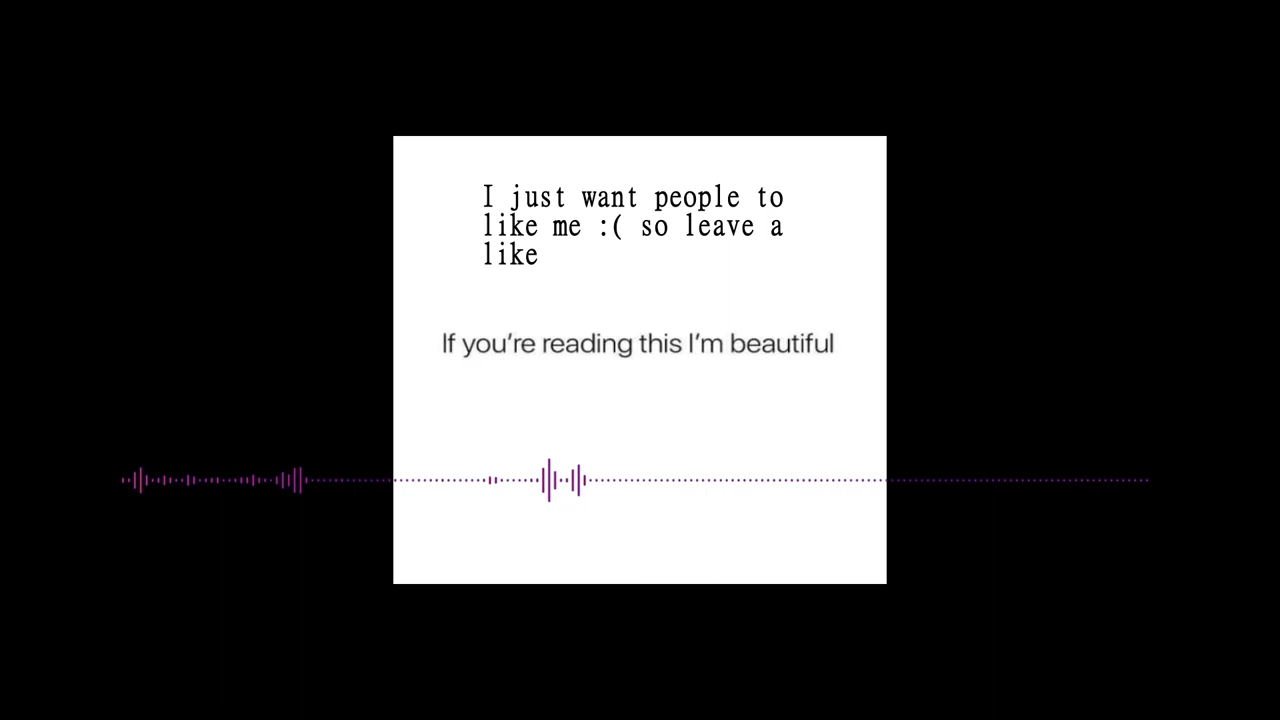 I just want people to
like me :( so leave a
like
If you’re reading this I’m beautiful